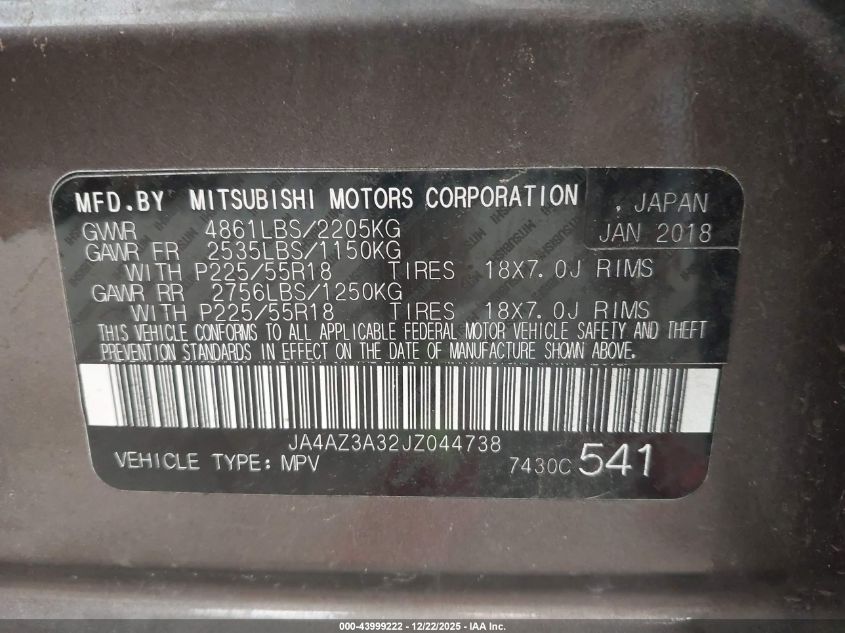 MFD.BY MITSUBISHI MOTORS CORPORATION , JAPAN
GVWR 4861LBS/2205KG JAN 2018
GAWR FR 2535LBS/1150KG
WITH P225/55R18 TIRES 18X7.0J RIMS
GAWR RR 2756LBS/1250KG
WITH P225/55R18 TIRES 18X7.0J RIMS
THIS VEHICLE CONFORMS TO ALL APPLICABLE FEDERAL MOTOR VEHICLE SAFETY AND THEFT
PREVENTION STANDARDS IN EFFECT ON THE DATE OF MANUFACTURE SHOWN ABOVE.
JA4AZ3A32JZ044738
VEHICLE TYPE: MPV 7430C 541
000-43999222 - 12/22/2025 - IAA Inc.